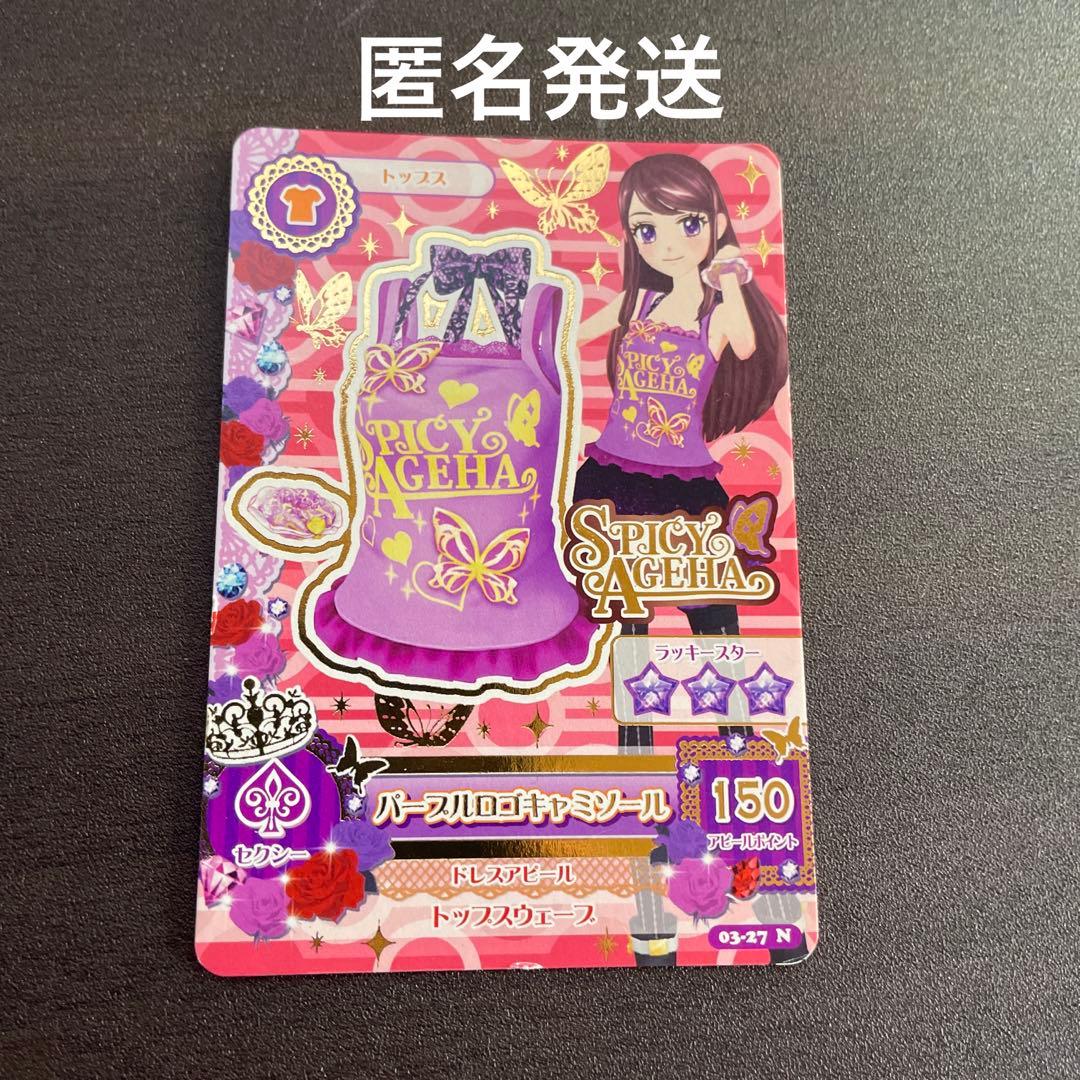 匿名発送
トップス
SPICY
AGEHA
SPICY
AGEHA
SPICY
AGEHA
ラッキースター
パープルロゴキャミソール
150
アピールポイント
セクシー
ドレスアピール
トップスウェーブ
03-27 N